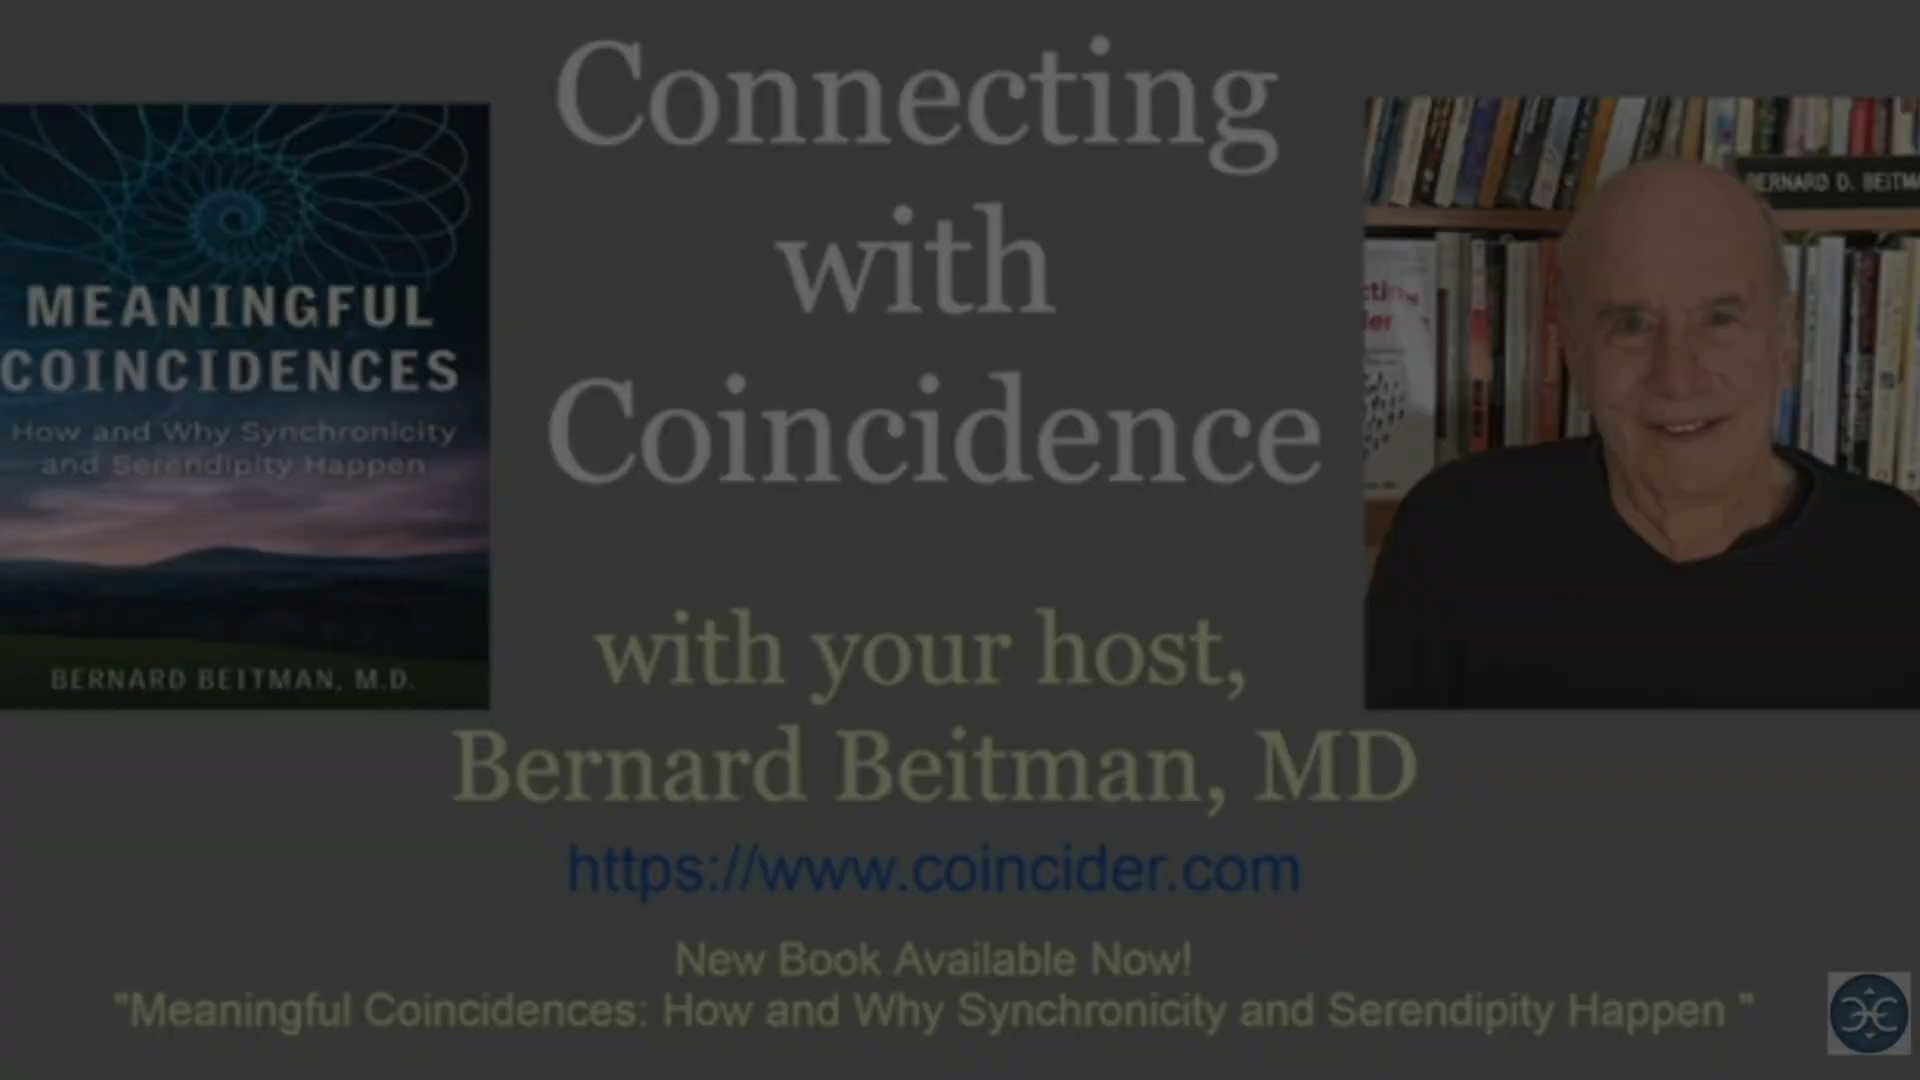 Connecting
with
Coincidence
MEANINGFUL
COINCIDENCES
How and Why Synchronicity
and Serendipity Happen
BERNARD BEITMAN, M.D.
BERNARD D.
with your host,
Bernard Beitman, MD
https://www.coincider.com
New Book Available Now!
"Meaningful Coincidences: How and Why Synchronicity and Serendipity Happen "